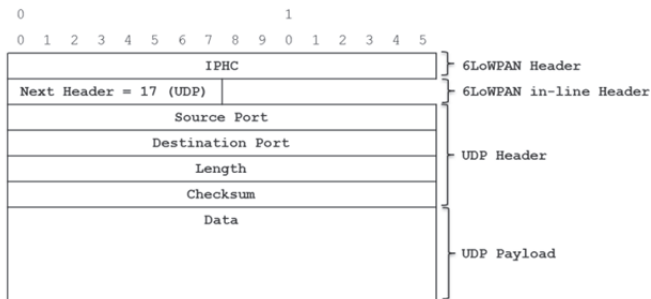 0 1
0 1 2 3 4 5 6 7 8 9 0 1 2 3 4 5
IPHC 6LoWPAN Header
Next Header = 17 (UDP) 6LoWPAN in-line Header
Source Port
Destination Port
UDP Header
Length
Checksum
Data
UDP Payload